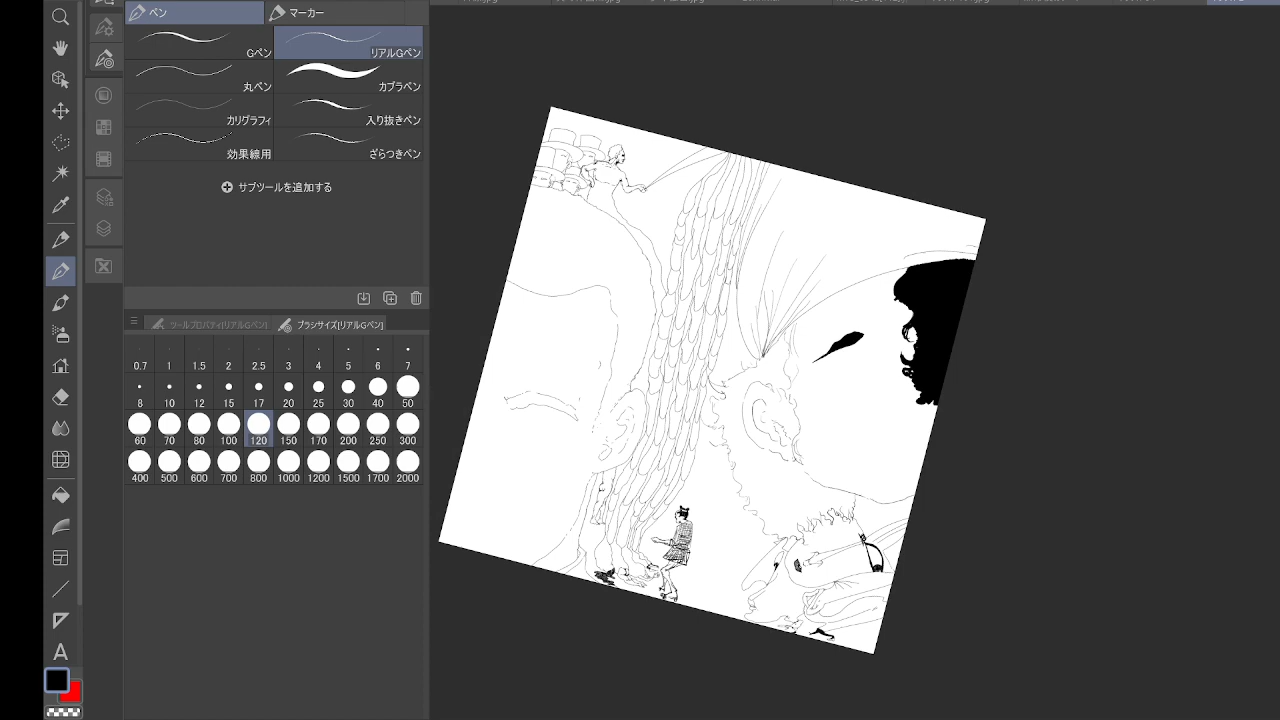 ペン
マーカー
Gペン
リアルGペン
丸ペン
カブラペン
カリグラフィ
入り抜きペン
効果線用
ざらつきペン
サブツールを追加する
ツールプロパティ[リアルGペン]
ブラシサイズ[リアルGペン]
0.7 1 1.5 2 2.5 3 4 5 6 7
8 10 12 15 17 20 25 30 40 50
60 70 80 100 120 150 170 200 250 300
400 500 600 700 800 1000 1200 1500 1700 2000
A